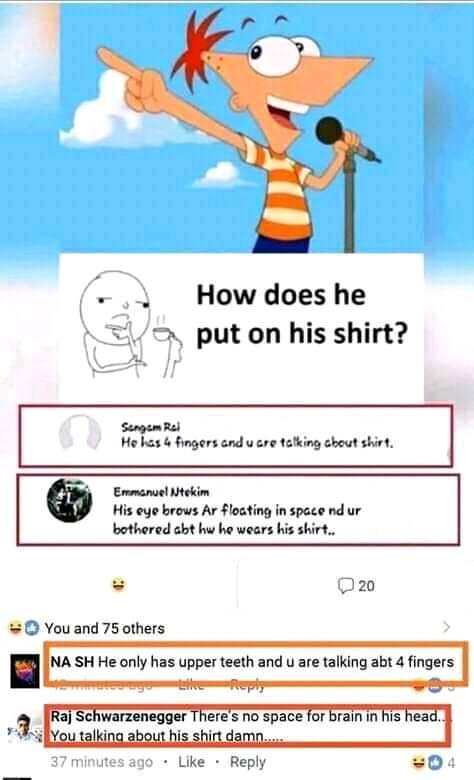 How does he
put on his shirt?
Sangam Rai
He has 4 fingers and u are talking about shirt.
Emmanuel Ntekim
His eye brows Ar floating in space nd ur
bothered abt hw he wears his shirt..
20
You and 75 others
NA SH He only has upper teeth and u are talking abt 4 fingers
42 minutes ago Like Reply
Raj Schwarzenegger There's no space for brain in his head...
You talking about his shirt damn.....
37 minutes ago · Like · Reply
4